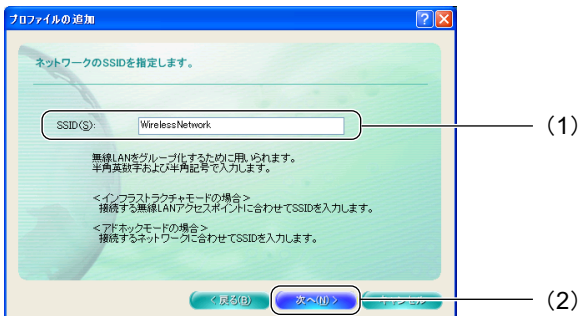 プロファイルの追加
ネットワークのSSIDを指定します。
SSID(S): WirelessNetwork
(1)
無線LANをグループ化するために用いられます。
半角英数字および半角記号で入力します。
<インフラストラクチャモードの場合>
接続する無線LANアクセスポイントに合わせてSSIDを入力します。
<アドホックモードの場合>
接続するネットワークに合わせてSSIDを入力します。
< 戻る(B) 次へ(N) > キャンセル
(2)